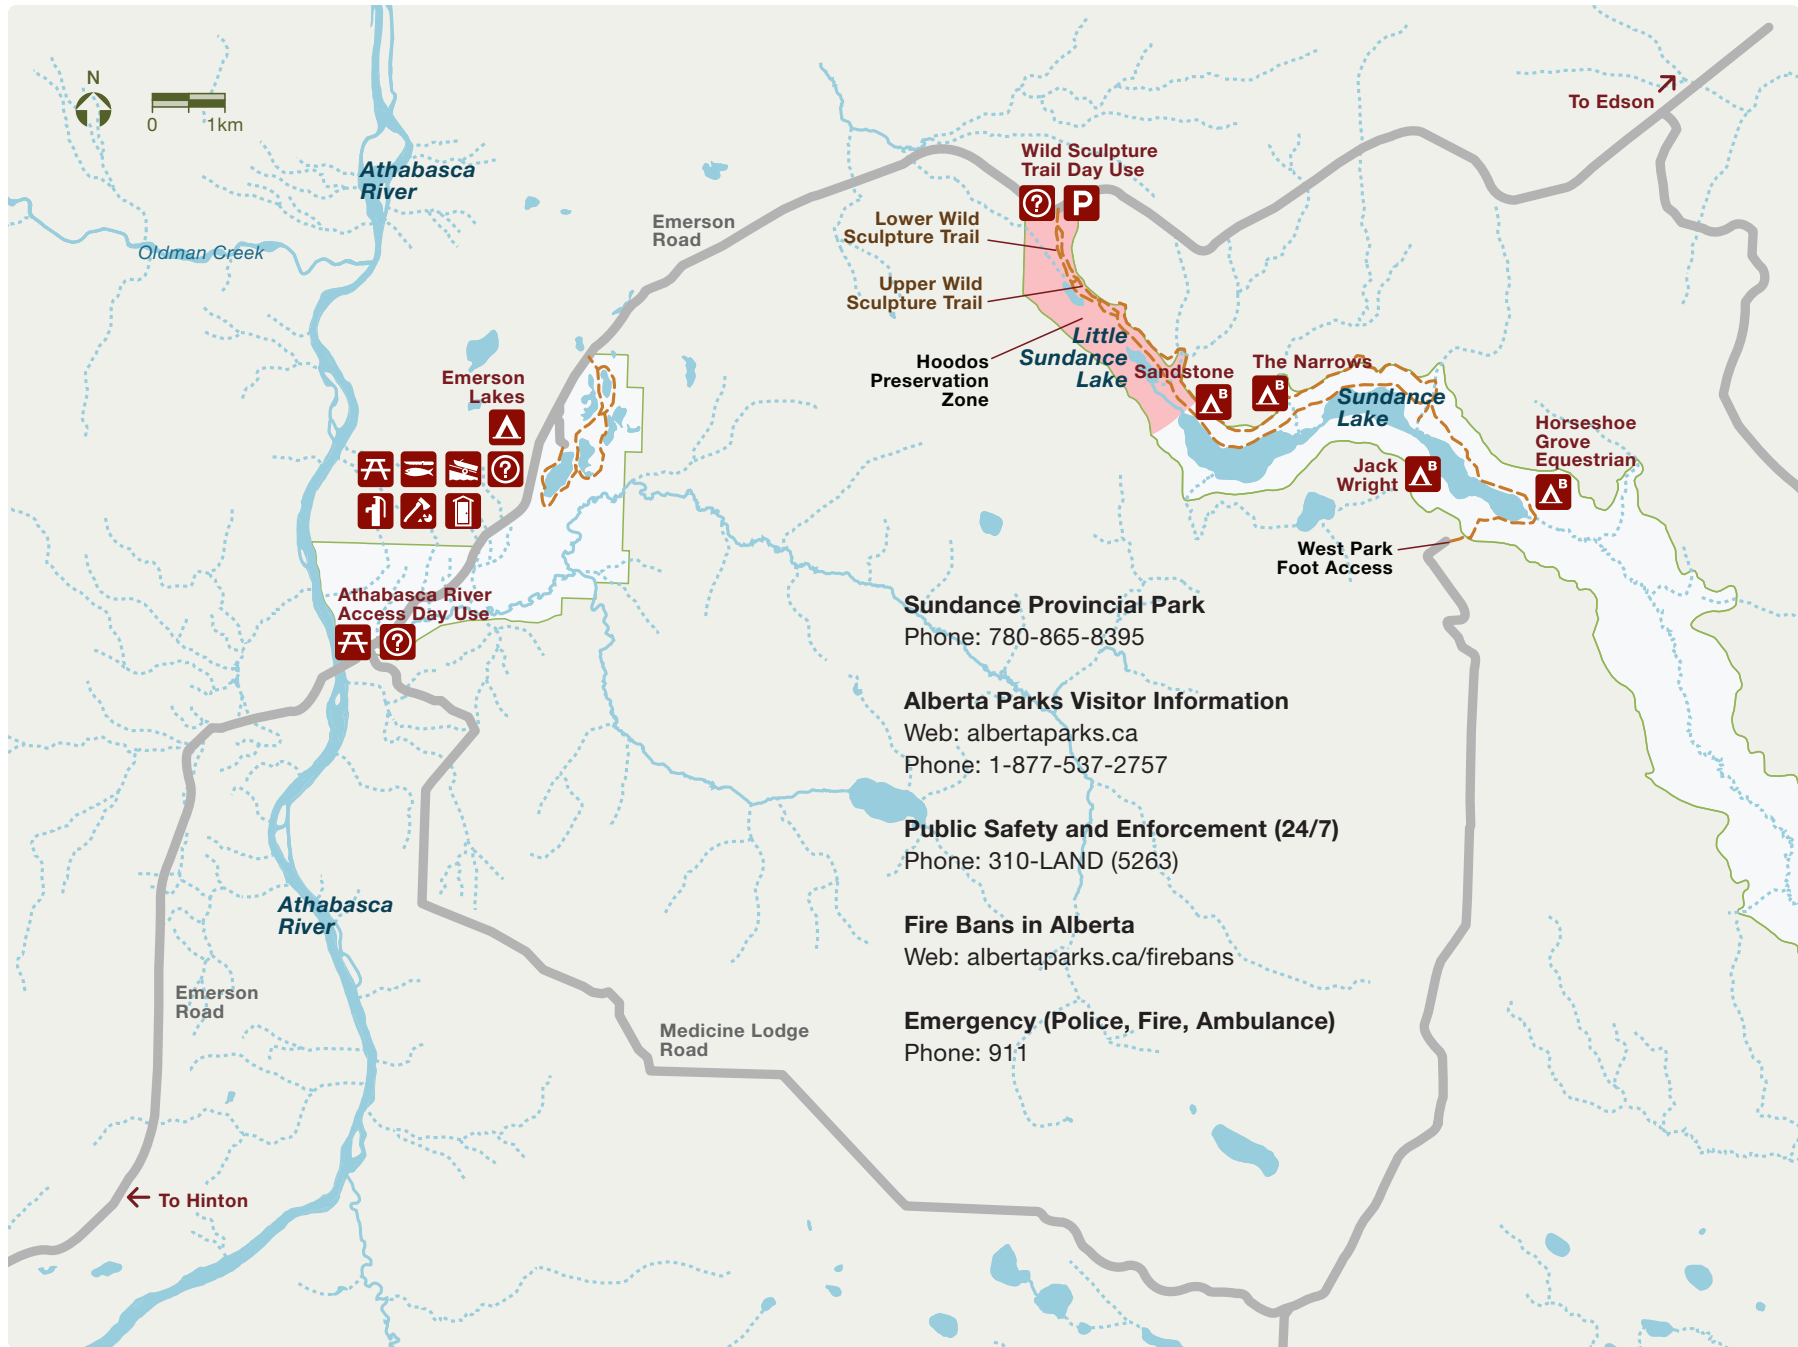 N
0 1km
To Edson
Athabasca
River
Oldman Creek
Emerson
Road
Wild Sculpture
Trail Day Use
?
P
Lower Wild
Sculpture Trail
Upper Wild
Sculpture Trail
Hoodos
Preservation
Zone
Little
Sundance
Lake
Sandstone
B
The Narrows
B
Sundance
Lake
Jack
Wright
B
Horseshoe
Grove
Equestrian
B
West Park
Foot Access
Emerson
Lakes
?
Athabasca River
Access Day Use
?
Sundance Provincial Park
Phone: 780-865-8395
Alberta Parks Visitor Information
Web: albertaparks.ca
Phone: 1-877-537-2757
Public Safety and Enforcement (24/7)
Phone: 310-LAND (5263)
Fire Bans in Alberta
Web: albertaparks.ca/firebans
Emergency (Police, Fire, Ambulance)
Phone: 911
Athabasca
River
Emerson
Road
Medicine Lodge
Road
To Hinton